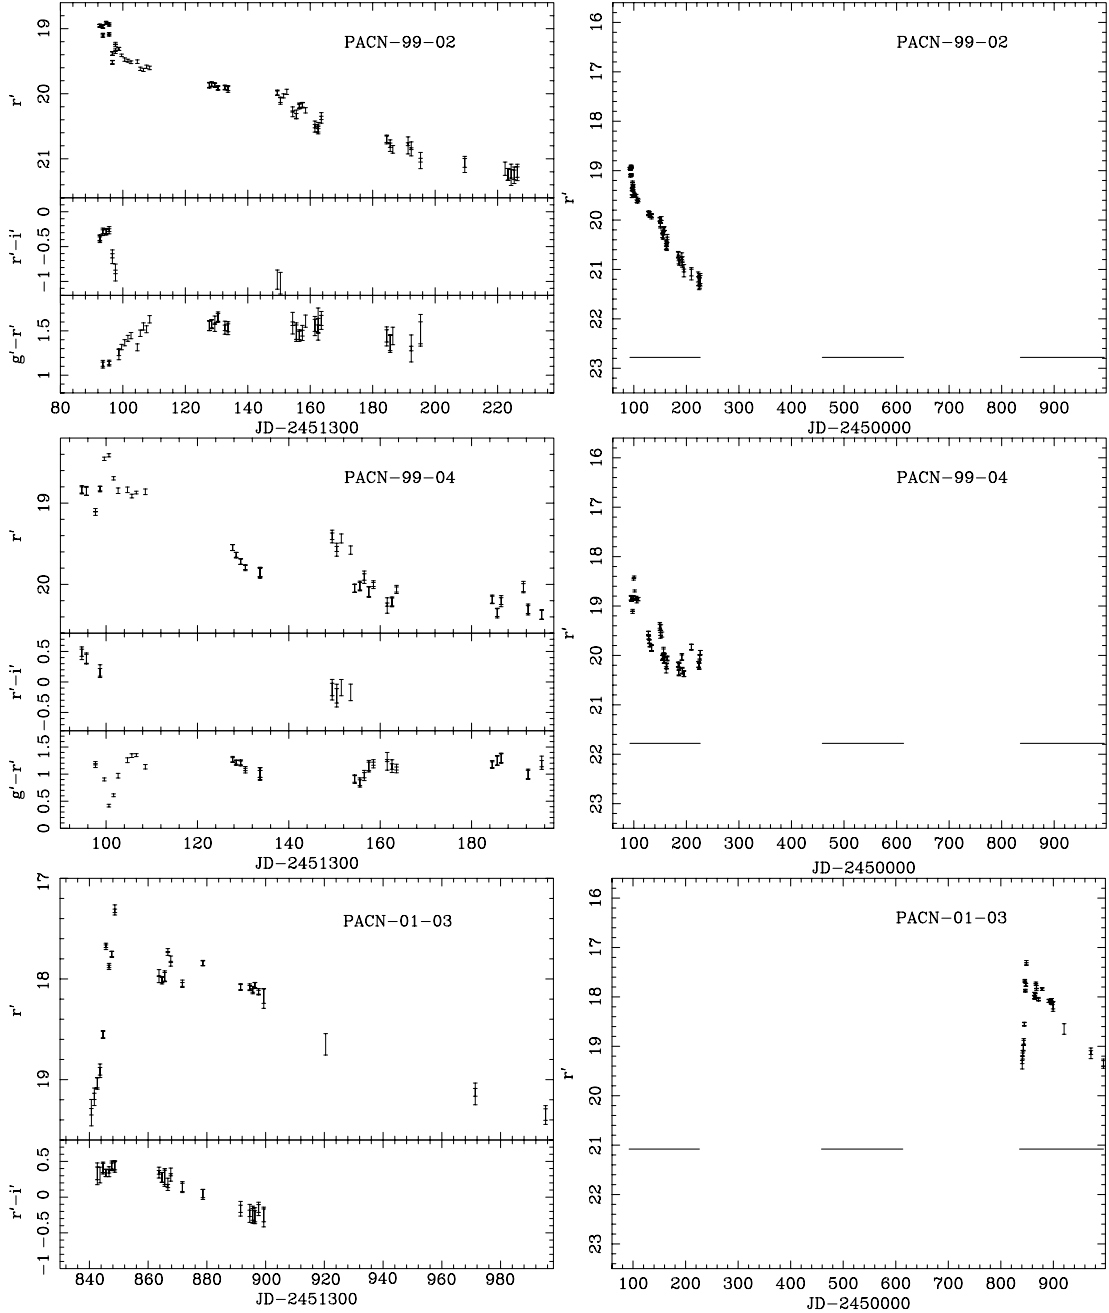 PACN-99-02
r′
19
20
21
r′-i′
0
-0.5
-1
g′-r′
1.5
1
80 100 120 140 160 180 200 220
JD-2451300
PACN-99-02
r′
16
17
18
19
20
21
22
23
100 200 300 400 500 600 700 800 900
JD-2450000
PACN-99-04
r′
19
20
r′-i′
0.5
0
-0.5
g′-r′
1.5
1
0.5
0
100 120 140 160 180
JD-2451300
PACN-99-04
r′
16
17
18
19
20
21
22
23
100 200 300 400 500 600 700 800 900
JD-2450000
PACN-01-03
r′
17
18
19
r′-i′
0.5
0
-0.5
-1
840 860 880 900 920 940 960 980
JD-2451300
PACN-01-03
r′
16
17
18
19
20
21
22
23
100 200 300 400 500 600 700 800 900
JD-2450000